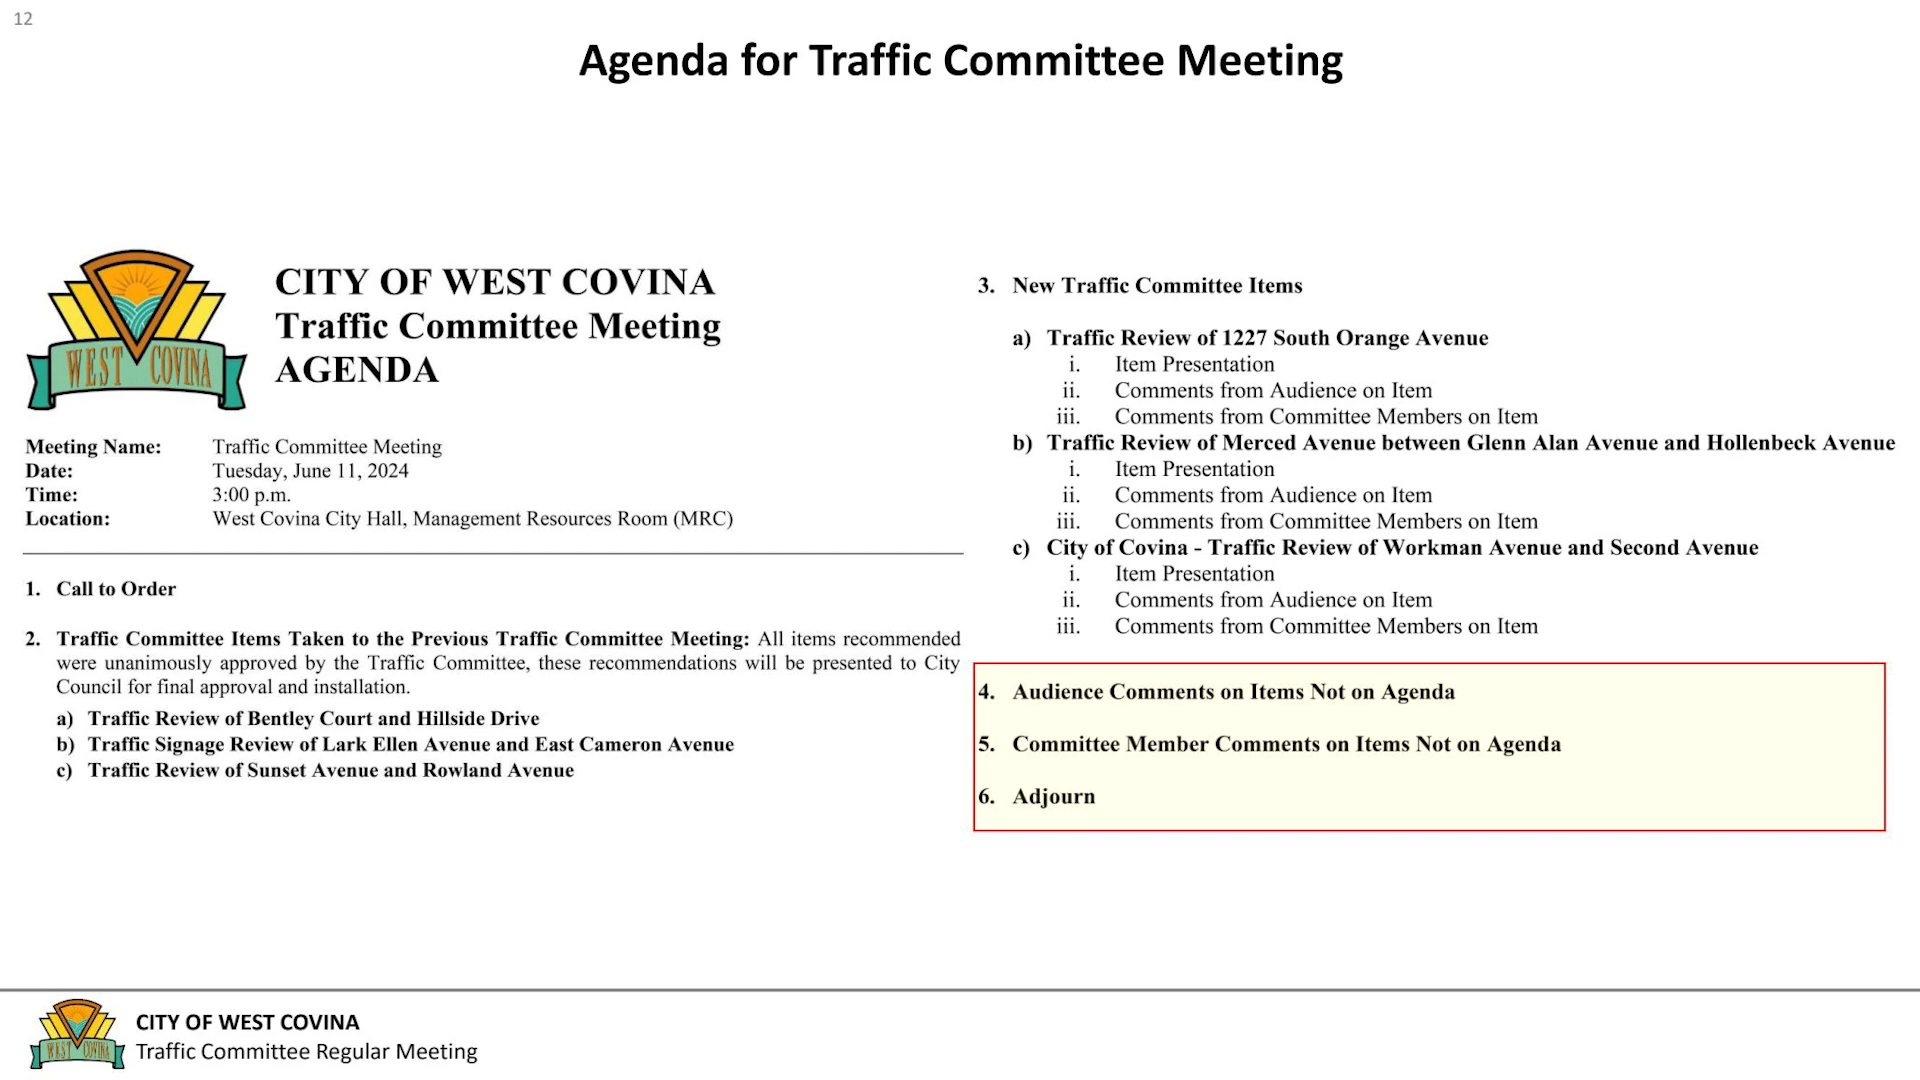 12
Agenda for Traffic Committee Meeting
WEST COVINA
CITY OF WEST COVINA
Traffic Committee Meeting
AGENDA
Meeting Name: Traffic Committee Meeting
Date: Tuesday, June 11, 2024
Time: 3:00 p.m.
Location: West Covina City Hall, Management Resources Room (MRC)
1. Call to Order
2. Traffic Committee Items Taken to the Previous Traffic Committee Meeting: All items recommended
were unanimously approved by the Traffic Committee, these recommendations will be presented to City
Council for final approval and installation.
a) Traffic Review of Bentley Court and Hillside Drive
b) Traffic Signage Review of Lark Ellen Avenue and East Cameron Avenue
c) Traffic Review of Sunset Avenue and Rowland Avenue
3. New Traffic Committee Items
a) Traffic Review of 1227 South Orange Avenue
i. Item Presentation
ii. Comments from Audience on Item
iii. Comments from Committee Members on Item
b) Traffic Review of Merced Avenue between Glenn Alan Avenue and Hollenbeck Avenue
i. Item Presentation
ii. Comments from Audience on Item
iii. Comments from Committee Members on Item
c) City of Covina - Traffic Review of Workman Avenue and Second Avenue
i. Item Presentation
ii. Comments from Audience on Item
iii. Comments from Committee Members on Item
4. Audience Comments on Items Not on Agenda
5. Committee Member Comments on Items Not on Agenda
6. Adjourn
WEST COVINA
CITY OF WEST COVINA
Traffic Committee Regular Meeting